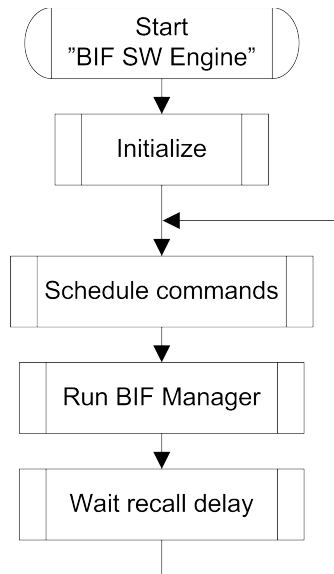 Start
”BIF SW Engine”
Initialize
Schedule commands
Run BIF Manager
Wait recall delay